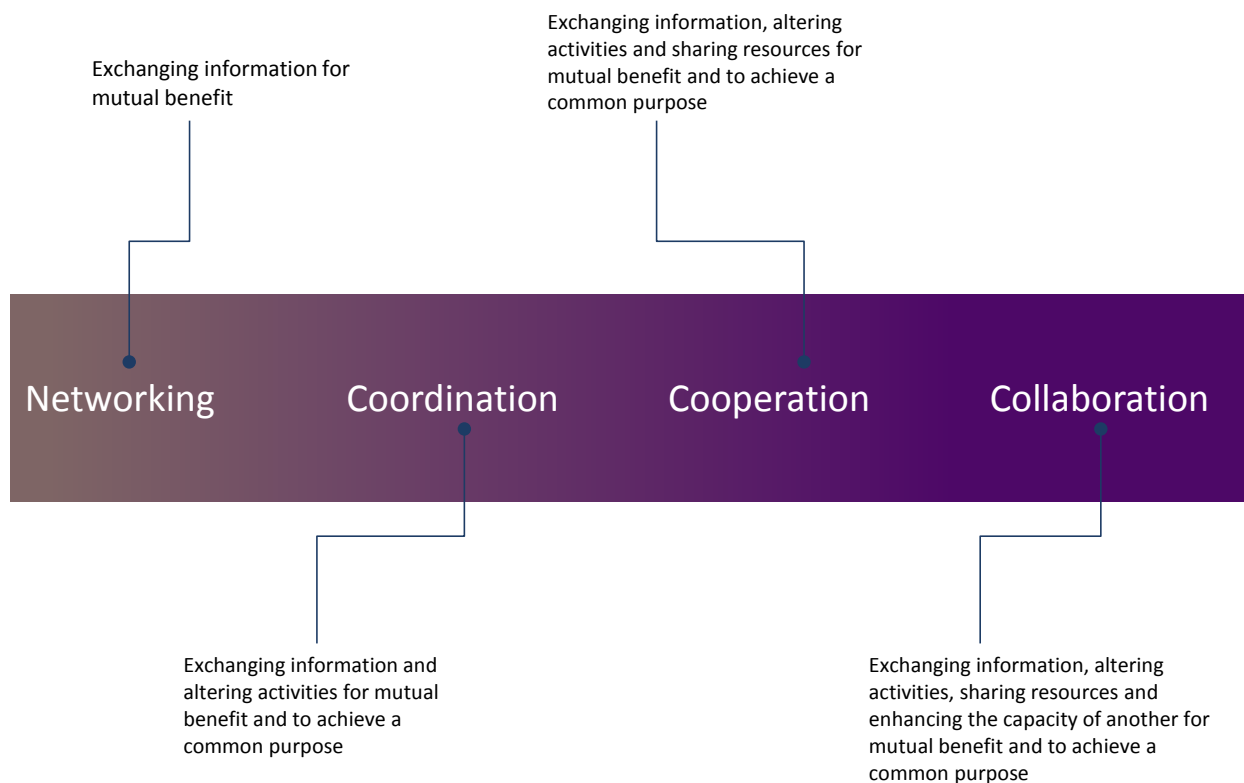 Exchanging information for
mutual benefit
Exchanging information, altering
activities and sharing resources for
mutual benefit and to achieve a
common purpose
Networking
Coordination
Cooperation
Collaboration
Exchanging information and
altering activities for mutual
benefit and to achieve a
common purpose
Exchanging information, altering
activities, sharing resources and
enhancing the capacity of another for
mutual benefit and to achieve a
common purpose